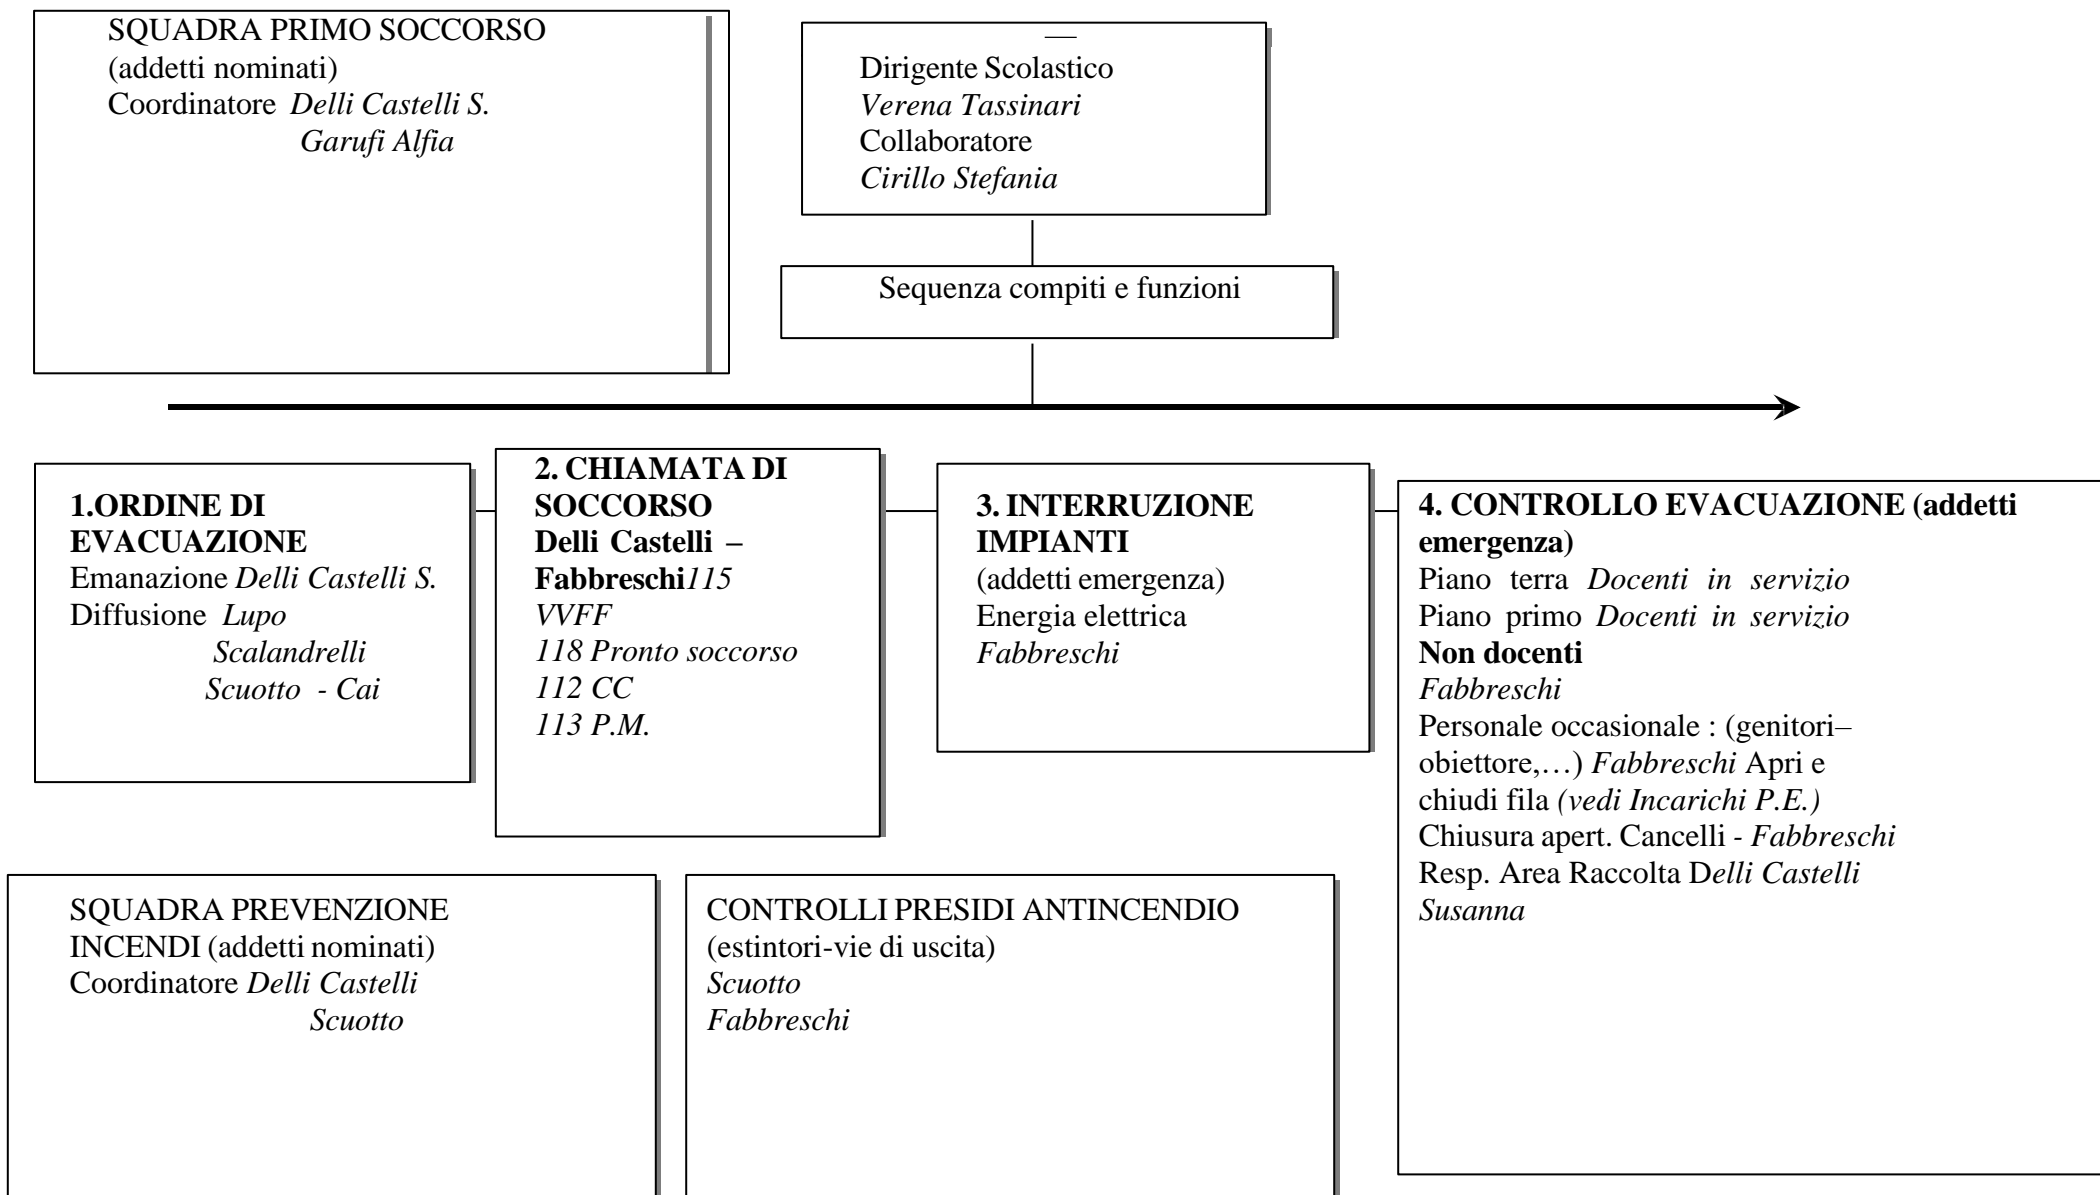 SQUADRA PRIMO SOCCORSO
(addetti nominati)
Coordinatore Delli Castelli S.
Garufi Alfia
Dirigente Scolastico
Verena Tassinari
Collaboratore
Cirillo Stefania
Sequenza compiti e funzioni
1.ORDINE DI
EVACUAZIONE
Emanazione Delli Castelli S.
Diffusione Lupo
Scalandrelli
Scuotto - Cai
2. CHIAMATA DI
SOCCORSO
Delli Castelli –
Fabbreschi115
VVFF
118 Pronto soccorso
112 CC
113 P.M.
3. INTERRUZIONE
IMPIANTI
(addetti emergenza)
Energia elettrica
Fabbreschi
4. CONTROLLO EVACUAZIONE (addetti
emergenza)
Piano terra Docenti in servizio
Piano primo Docenti in servizio
Non docenti
Fabbreschi
Personale occasionale : (genitori–
obiettore,…) Fabbreschi Apri e
chiudi fila (vedi Incarichi P.E.)
Chiusura apert. Cancelli - Fabbreschi
Resp. Area Raccolta Delli Castelli
Susanna
SQUADRA PREVENZIONE
INCENDI (addetti nominati)
Coordinatore Delli Castelli
Scuotto
CONTROLLI PRESIDI ANTINCENDIO
(estintori-vie di uscita)
Scuotto
Fabbreschi